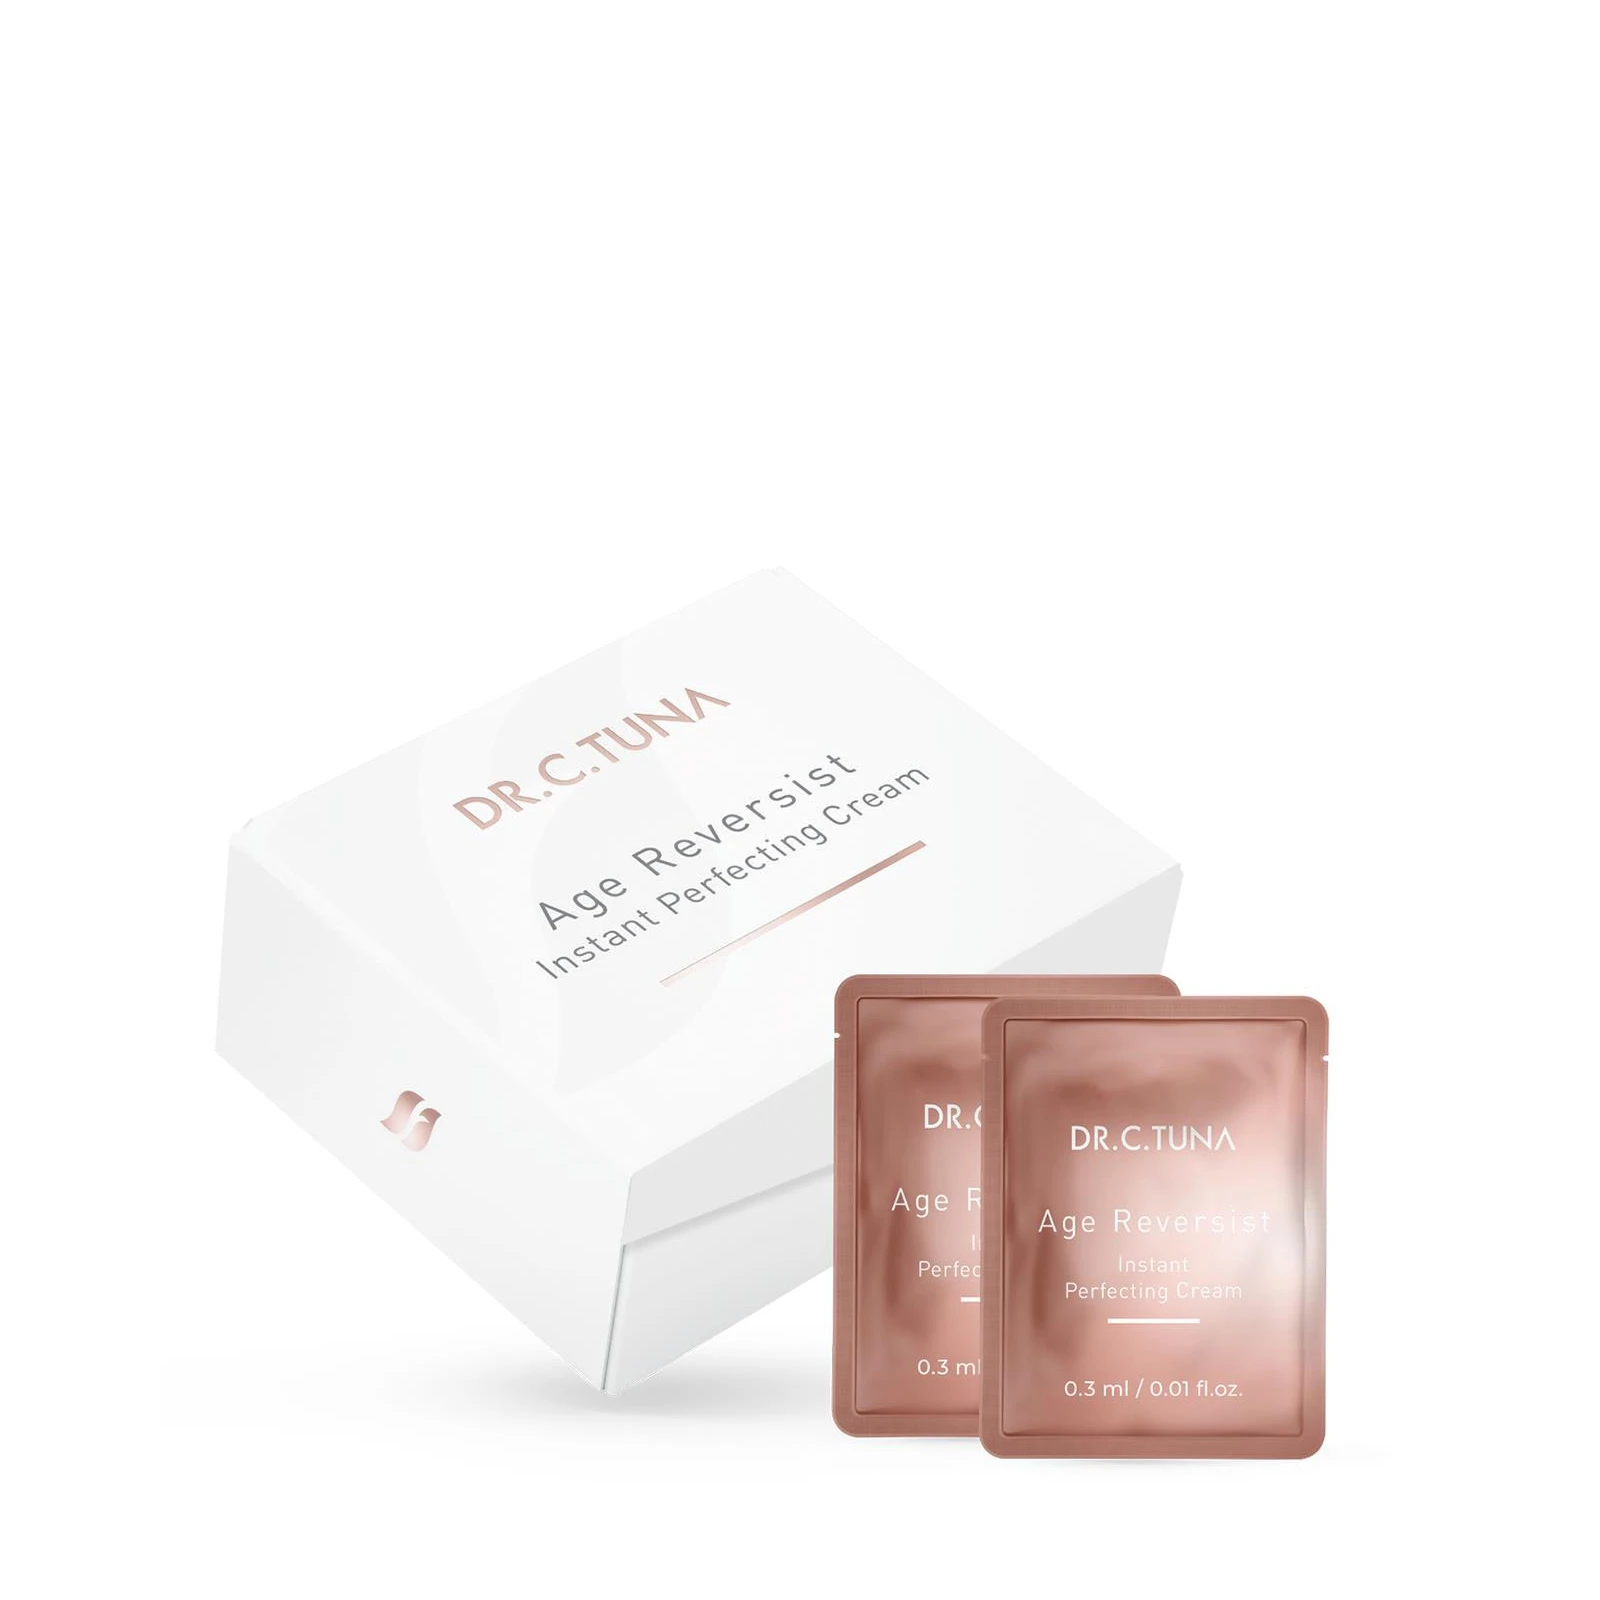 DR.C.TUNA
Age Reversist
Instant Perfecting Cream
DR.C
Age R
Perfec
0.3 ml
DR.C.TUNA
Age Reversist
Instant
Perfecting Cream
0.3 ml / 0.01 fl.oz.